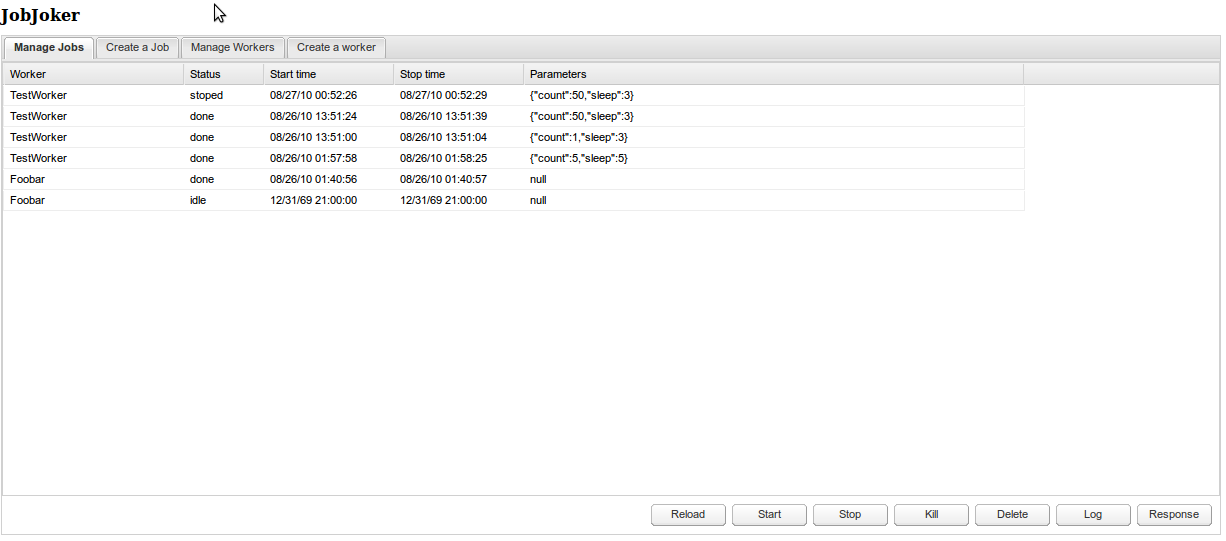 JobJoker
Manage Jobs Create a Job Manage Workers Create a worker
Worker Status Start time Stop time Parameters
TestWorker stoped 08/27/10 00:52:26 08/27/10 00:52:29 {"count":50,"sleep":3}
TestWorker done 08/26/10 13:51:24 08/26/10 13:51:39 {"count":50,"sleep":3}
TestWorker done 08/26/10 13:51:00 08/26/10 13:51:04 {"count":1,"sleep":3}
TestWorker done 08/26/10 01:57:58 08/26/10 01:58:25 {"count":5,"sleep":5}
Foobar done 08/26/10 01:40:56 08/26/10 01:40:57 null
Foobar idle 12/31/69 21:00:00 12/31/69 21:00:00 null
Reload Start Stop Kill Delete Log Response